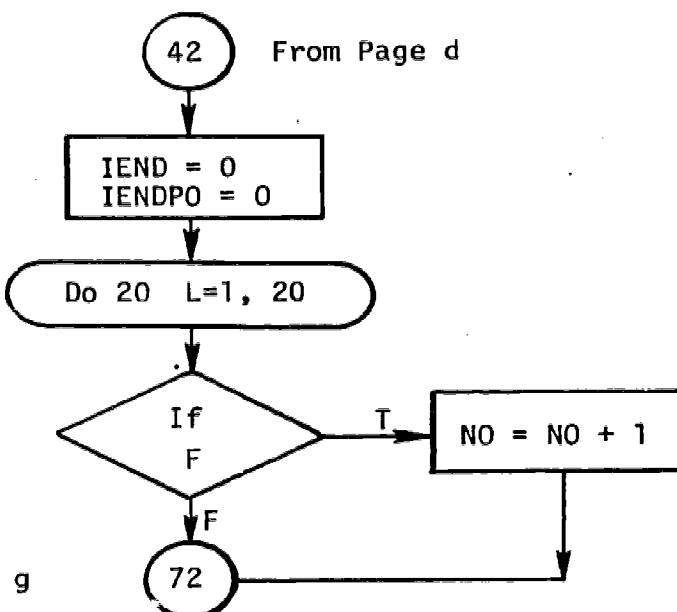 42 From Page d
IEND = 0
IENDPO = 0
Do 20 L=1, 20
If
F
T
NO = NO + 1
F
g
72